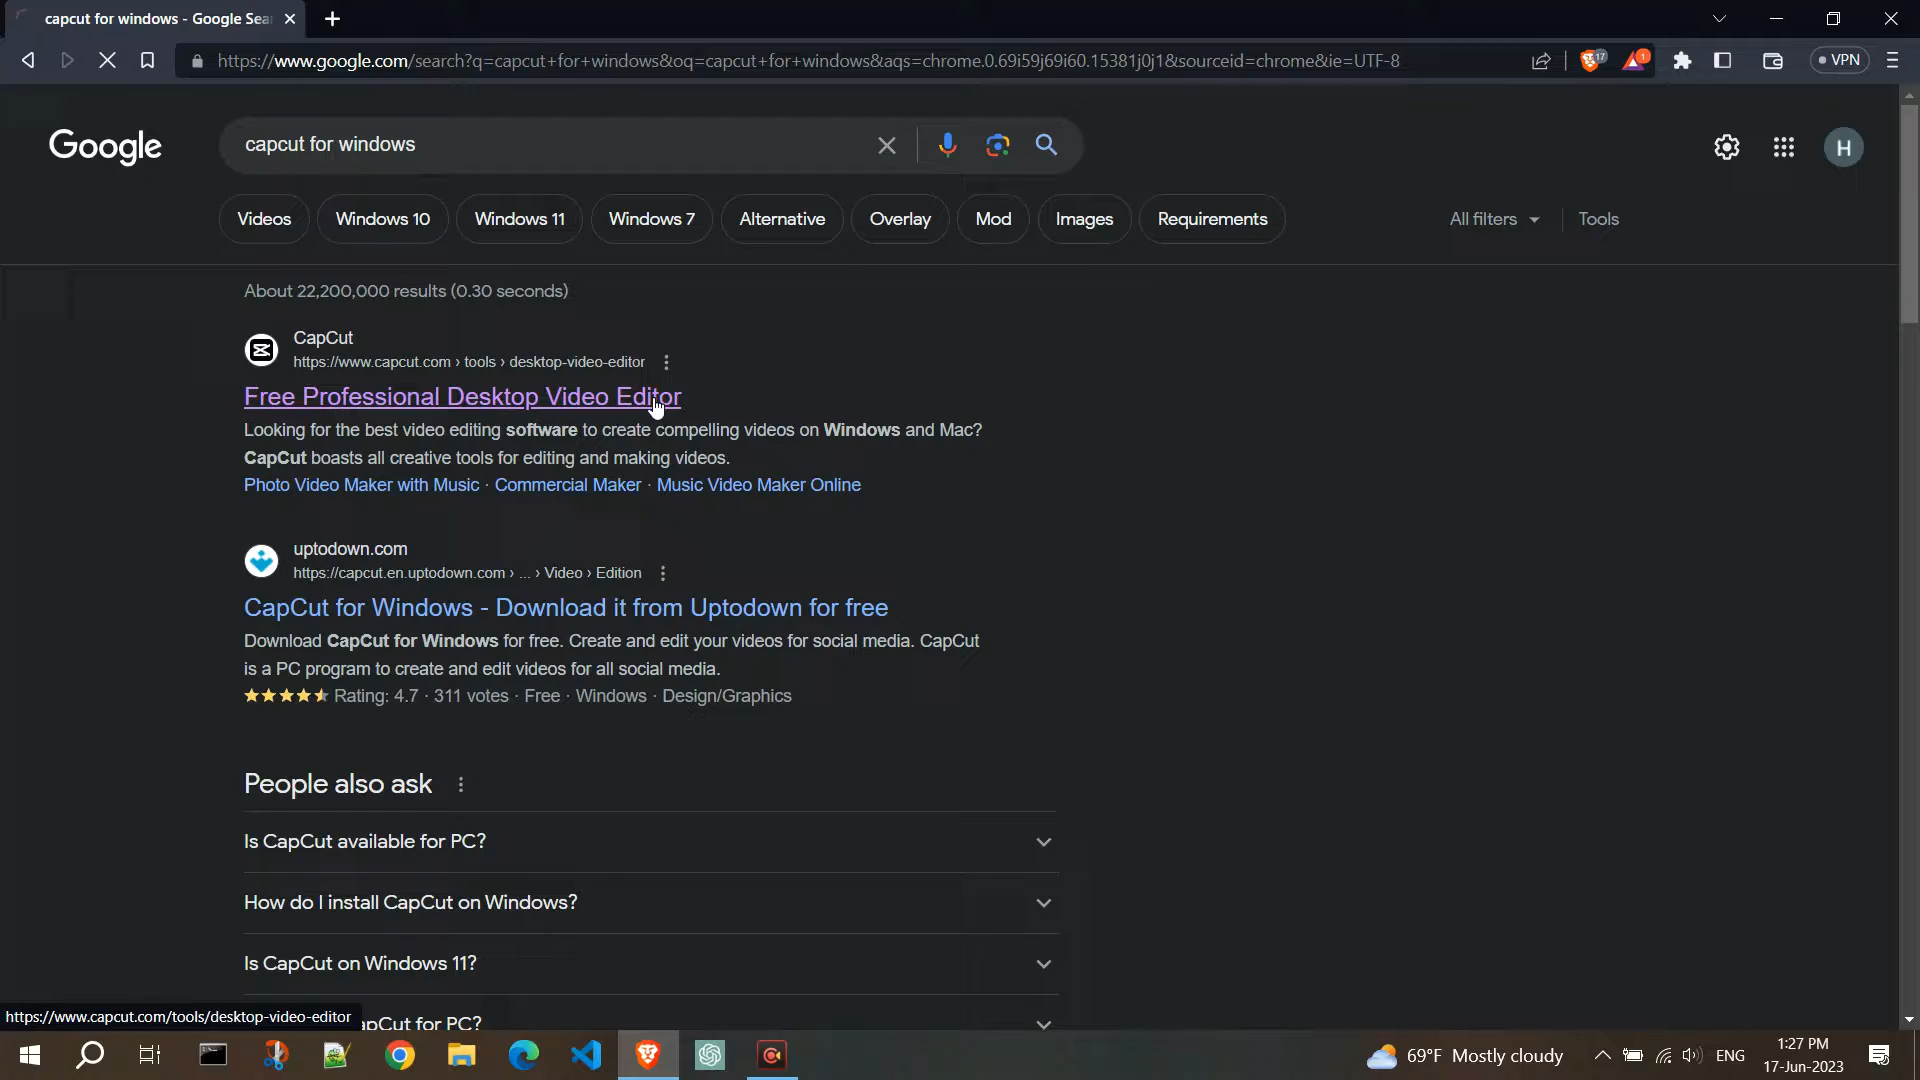 capcut for windows - Google Sea
https://www.google.com/search?q=capcut+for+windows&oq=capcut+for+windows&aqs=chrome.0.69i59j69i60.15381j0j1&sourceid=chrome&ie=UTF-8
17
1
VPN
Google
capcut for windows
H
Videos
Windows 10
Windows 11
Windows 7
Alternative
Overlay
Mod
Images
Requirements
All filters
Tools
About 22,200,000 results (0.30 seconds)
CapCut
https://www.capcut.com › tools › desktop-video-editor
Free Professional Desktop Video Editor
Looking for the best video editing software to create compelling videos on Windows and Mac?
CapCut boasts all creative tools for editing and making videos.
Photo Video Maker with Music · Commercial Maker · Music Video Maker Online
uptodown.com
https://capcut.en.uptodown.com › ... › Video › Edition
CapCut for Windows - Download it from Uptodown for free
Download CapCut for Windows for free. Create and edit your videos for social media. CapCut
is a PC program to create and edit videos for all social media.
Rating: 4.7 · 311 votes · Free · Windows · Design/Graphics
People also ask
Is CapCut available for PC?
How do I install CapCut on Windows?
Is CapCut on Windows 11?
pCut for PC?
https://www.capcut.com/tools/desktop-video-editor
69°F Mostly cloudy
ENG
1:27 PM
17-Jun-2023